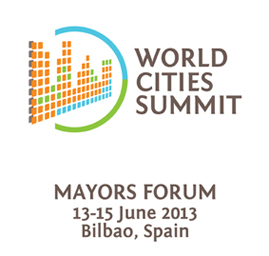 WORLD
CITIES
SUMMIT
MAYORS FORUM
13-15 June 2013
Bilbao, Spain